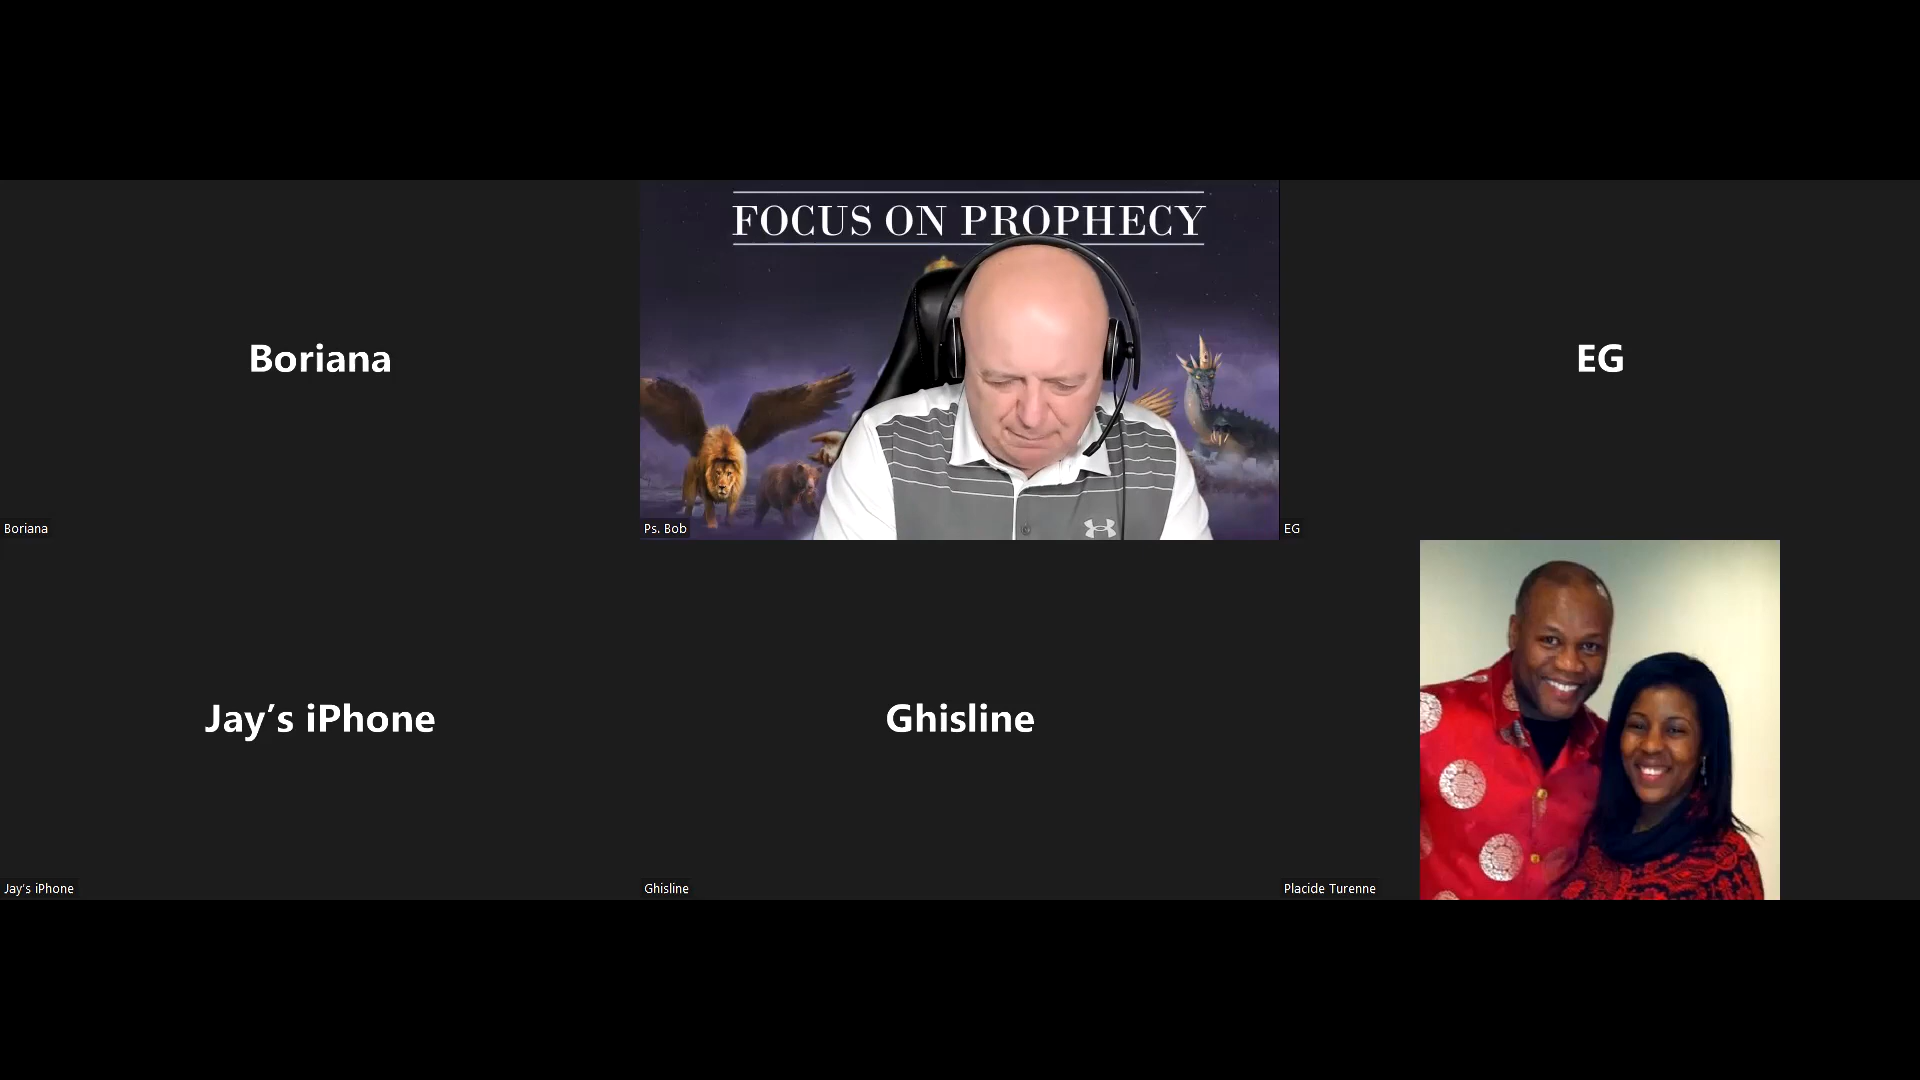 FOCUS ON PROPHECY
Boriana
EG
Boriana
Ps. Bob
EG
Jay’s iPhone
Ghisline
Jay's iPhone
Ghisline
Placide Turenne